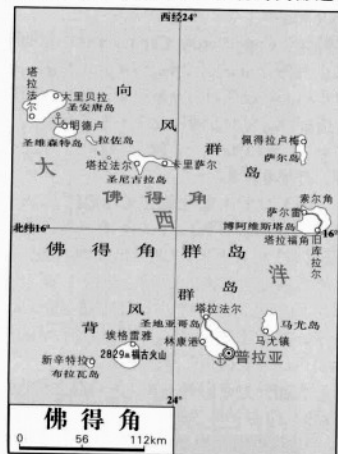 西经24°
向风群岛
塔拉法尔
大里贝拉
圣安唐岛
明德卢
圣维森特岛
拉佐岛
佩得拉卢梅
萨尔岛
塔拉法尔
卡里萨尔
圣尼古拉岛
大西洋
佛得角
索尔角
萨尔雷
博阿维斯塔岛
北纬16°
16°
塔拉福角
旧库拉尔
佛得角群岛
背风群岛
塔拉法尔
圣地亚哥岛
马尤岛
埃格雷雅
林康港
马尤镇
2829m福古火山
普拉亚
新辛特拉
布拉瓦岛
24°
佛得角
0 56 112km